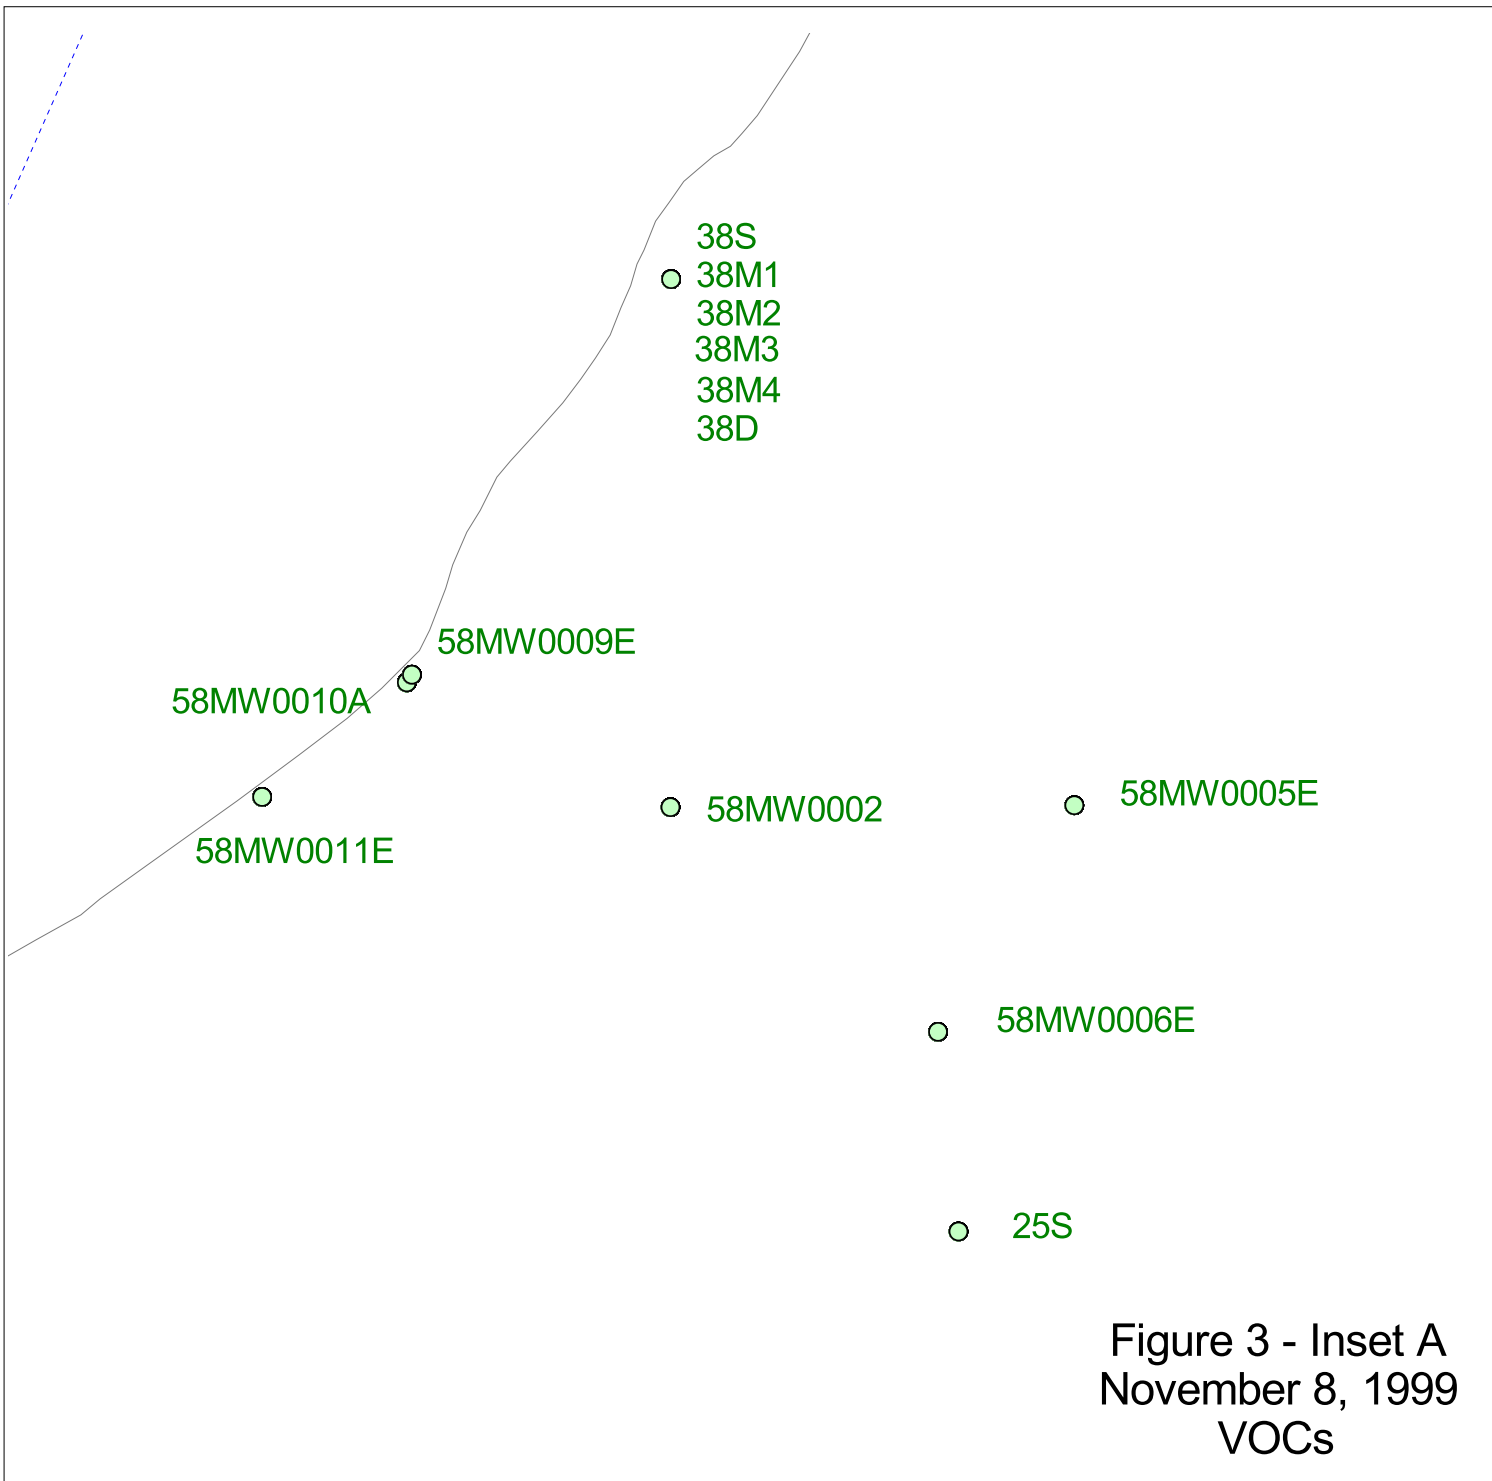 38S
38M1
38M2
38M3
38M4
38D
58MW0009E
58MW0010A
58MW0005E
58MW0002
58MW0011E
58MW0006E
25S
Figure 3 - Inset A
November 8, 1999
VOCs